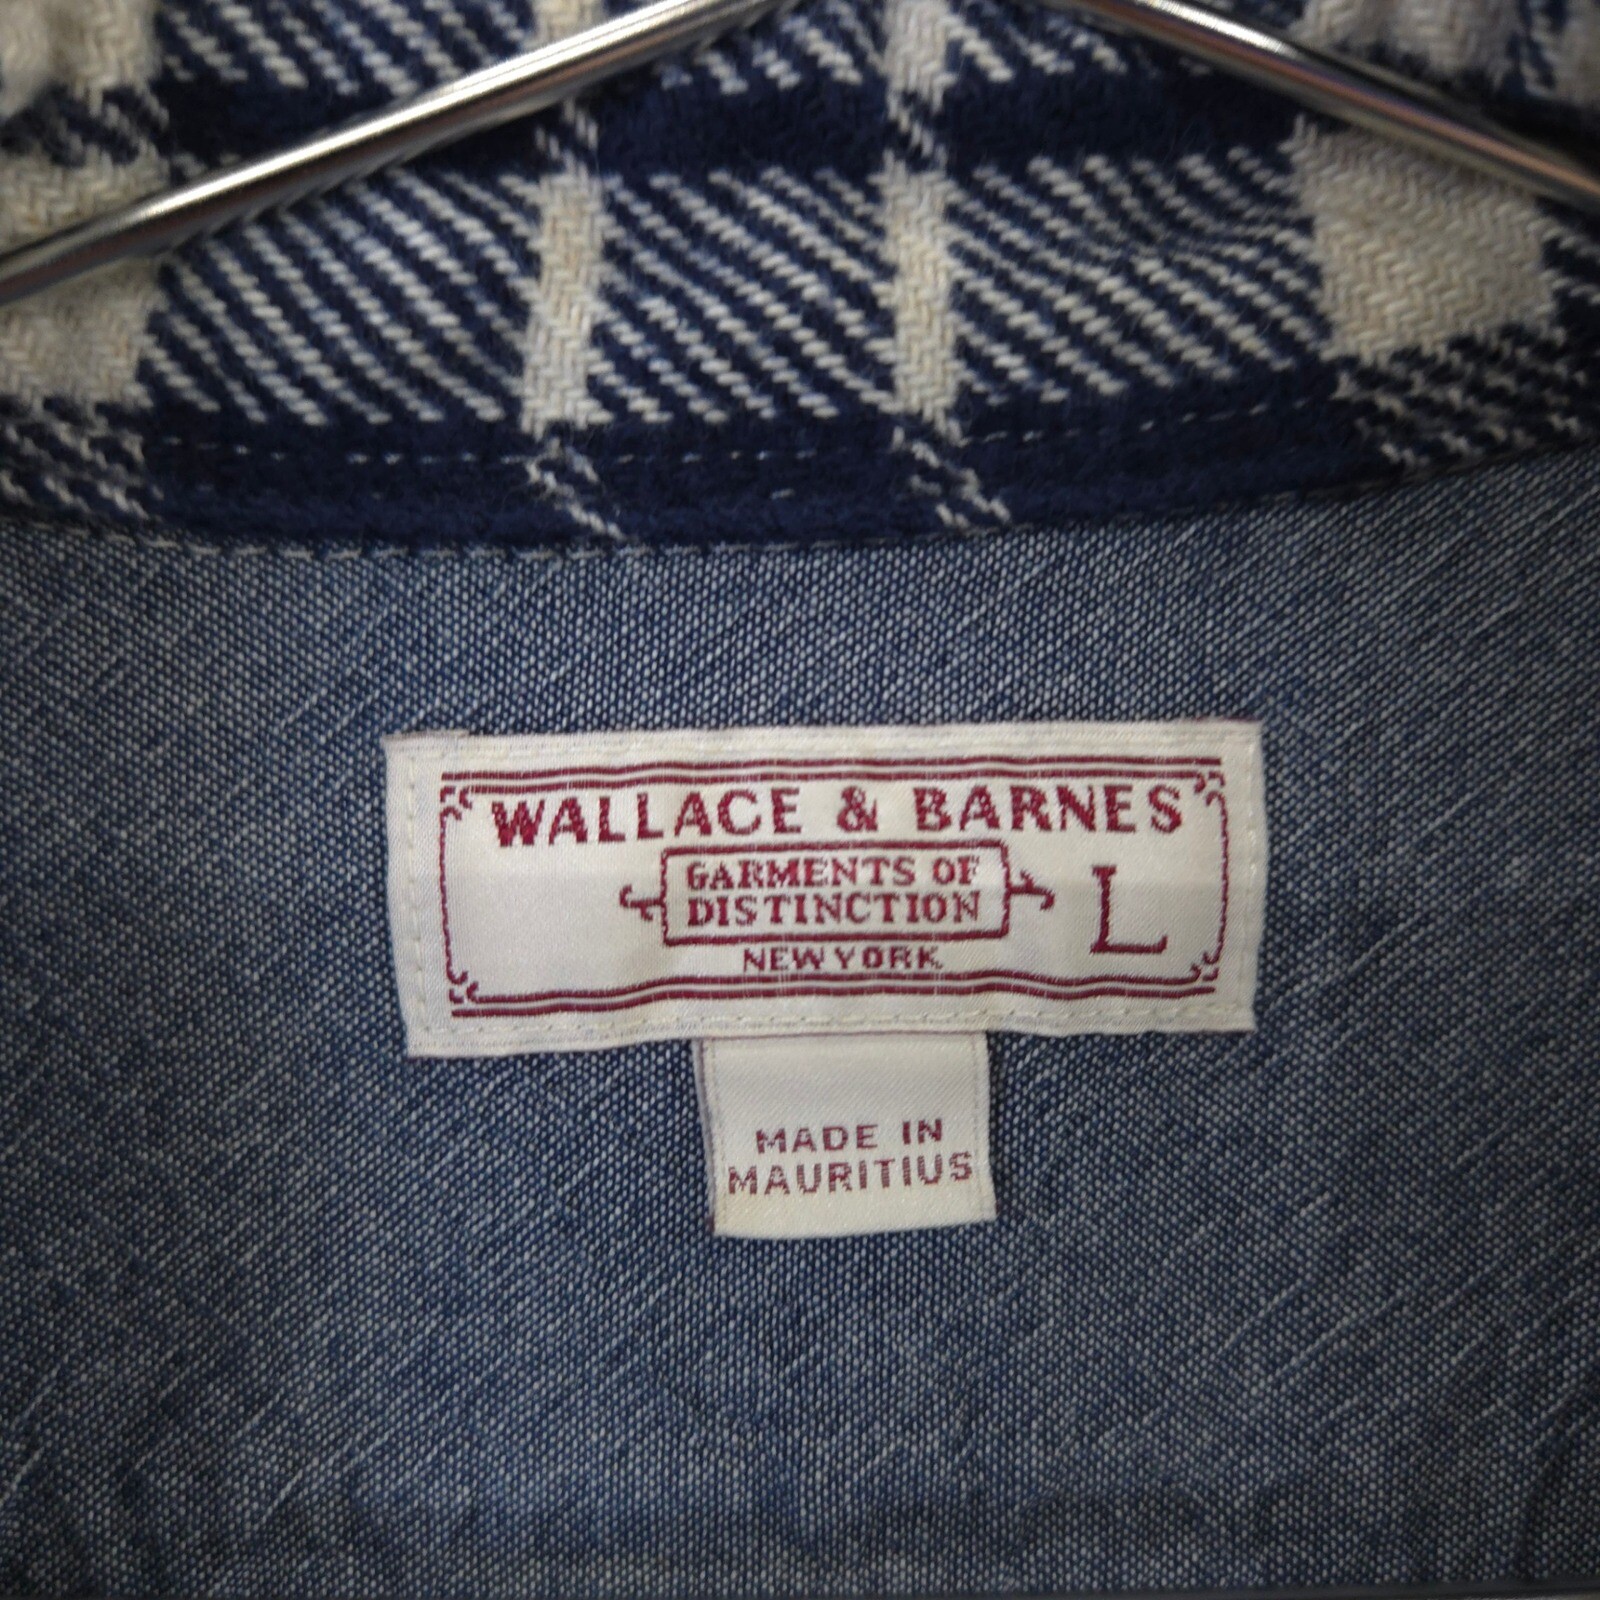 WALLACE & BARNES
GARMENTS OF
DISTINCTION
L
NEW YORK
MADE IN
MAURITIUS